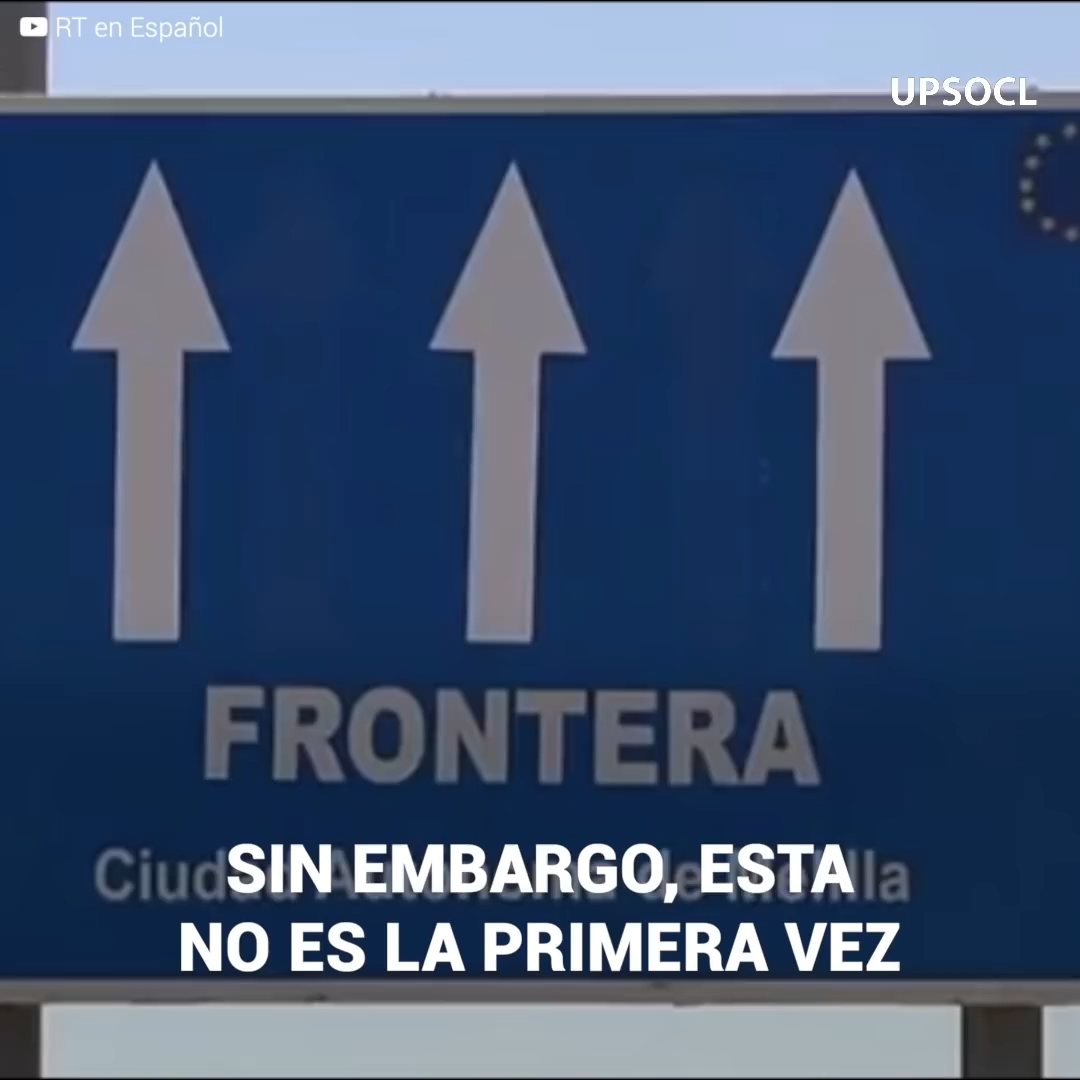 RT en Español
UPSOCL
FRONTERA
SIN EMBARGO, ESTA
NO ES LA PRIMERA VEZ